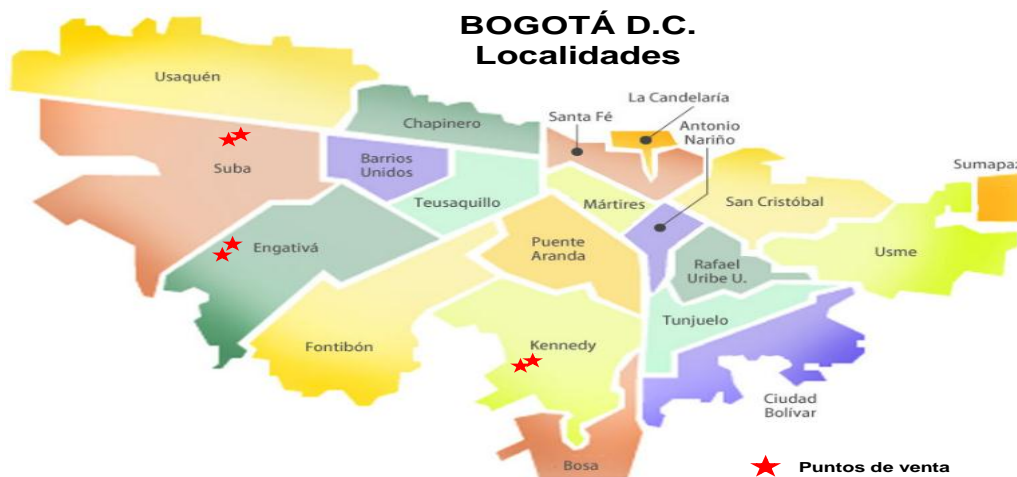 BOGOTÁ D.C.
Localidades
Usaquén
La Candelaría
Santa Fé
Antonio
Nariño
Chapinero
Barrios
Unidos
Suba
Sumapaz
Teusaquillo
Mártires
San Cristóbal
Engativá
Puente
Aranda
Usme
Rafael
Uribe U.
Tunjuelo
Fontibón
Kennedy
Ciudad
Bolívar
Bosa
Puntos de venta